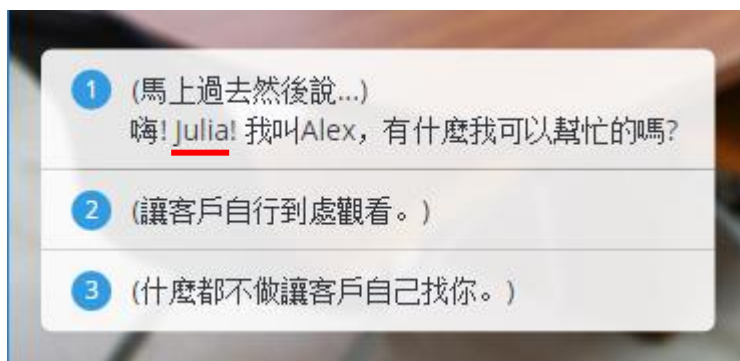 1 (馬上過去然後說...)
嗨! Julia! 我叫Alex，有什麼我可以幫忙的嗎?
2 (讓客戶自行到處觀看。)
3 (什麼都不做讓客戶自己找你。)